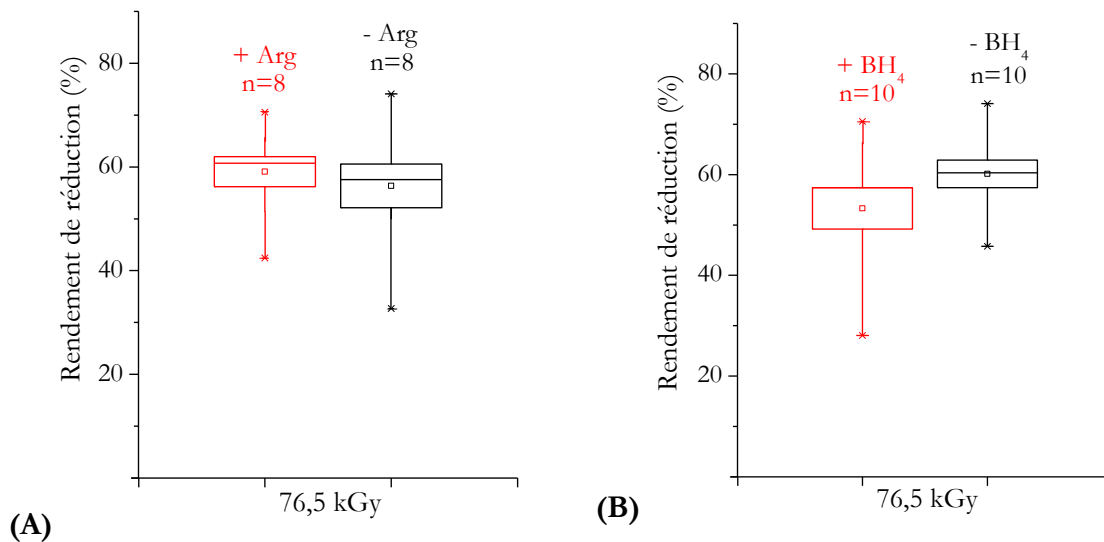 + Arg
n=8
- Arg
n=8
80
60
40
20
Rendement de réduction (%)
76,5 kGy
(A)
+ BH₄
n=10
- BH₄
n=10
80
60
40
20
Rendement de réduction (%)
76,5 kGy
(B)